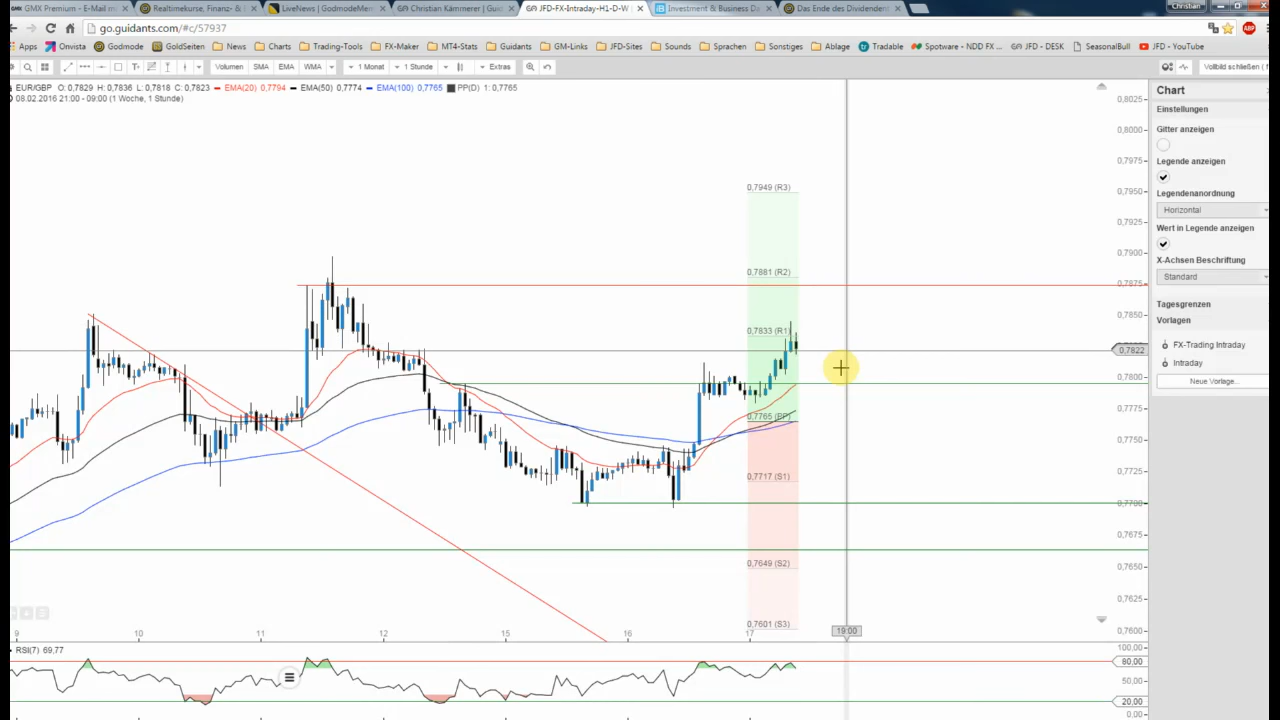 GMX Premium - E-Mail m
Realtimekurse, Finanz- & I
LiveNews | GodmodeMem
Christian Kämmerer | Gui
JFD-FX-Intraday-H1-D-W
Investment & Business Da
Das Ende des Dividenden
Christian
go.guidants.com/#c/57937
Apps Onvista Godmode GoldSeiten News Charts Trading-Tools FX-Maker MT4-Stats Guidants GM-Links JFD-Sites Sounds Sprachen Sonstiges Ablage Tradable Spotware - NDD FX ... JFD - DESK SeasonalBull JFD - YouTube
Volumen SMA EMA WMA 1 Monat 1 Stunde Extras Vollbild schließen (
EUR/GBP O: 0,7829 H: 0,7836 L: 0,7818 C: 0,7823 EMA(20) 0,7794 EMA(50) 0,7774 EMA(100) 0,7765 PP(D) 1: 0,7765
08.02.2016 21:00 - 09:00 (1 Woche, 1 Stunde)
0,8025
0,8000
0,7975
0,7950
0,7925
0,7900
0,7875
0,7850
0,7822
0,7800
0,7775
0,7750
0,7725
0,7700
0,7675
0,7650
0,7625
0,7600
0,7949 (R3)
0,7881 (R2)
0,7833 (R1)
0,7765 (PP)
0,7717 (S1)
0,7649 (S2)
0,7601 (S3)
9 10 11 12 15 16 17 19:00
RSI(7) 69,77
100,00
80,00
50,00
20,00
0,00
Chart
Einstellungen
Gitter anzeigen
Legende anzeigen
Legendenanordnung
Horizontal
Wert in Legende anzeigen
X-Achsen Beschriftung
Standard
Tagesgrenzen
Vorlagen
FX-Trading Intraday
Intraday
Neue Vorlage...